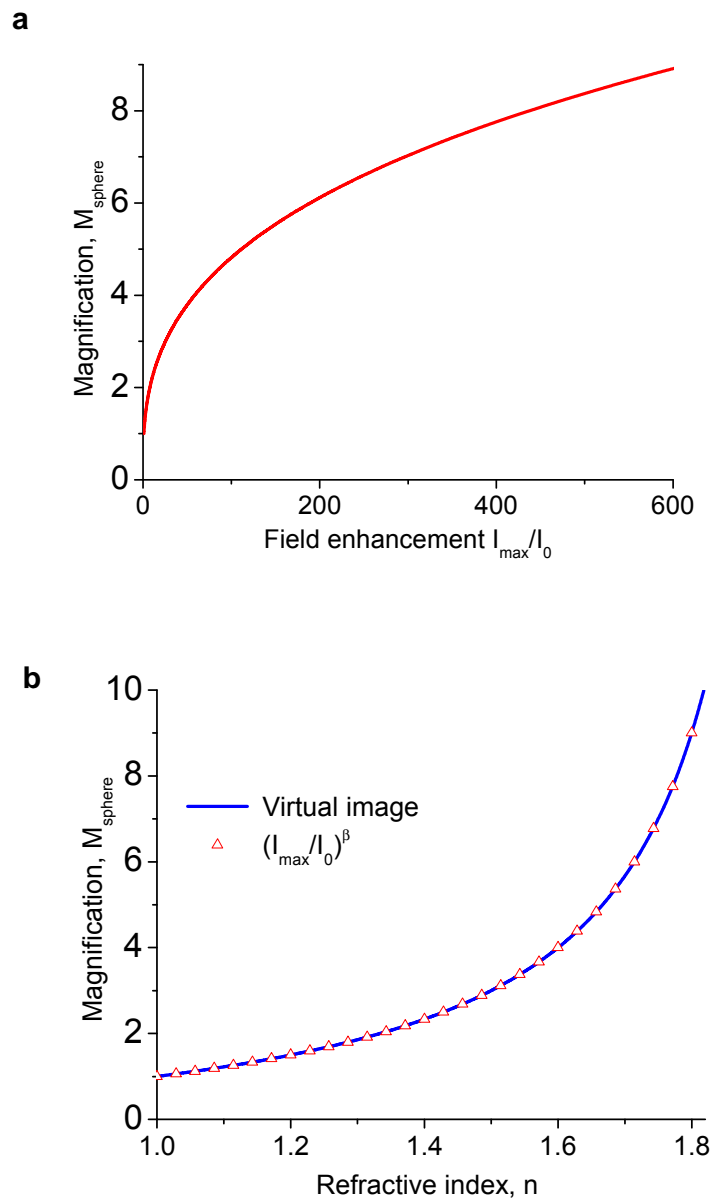 a
8
6
4
2
0
0 200 400 600
Magnification, M_sphere
Field enhancement I_max/I_0
b
10
8
6
4
2
0
1.0 1.2 1.4 1.6 1.8
Magnification, M_sphere
Virtual image
(I_max/I_0)^β
Refractive index, n